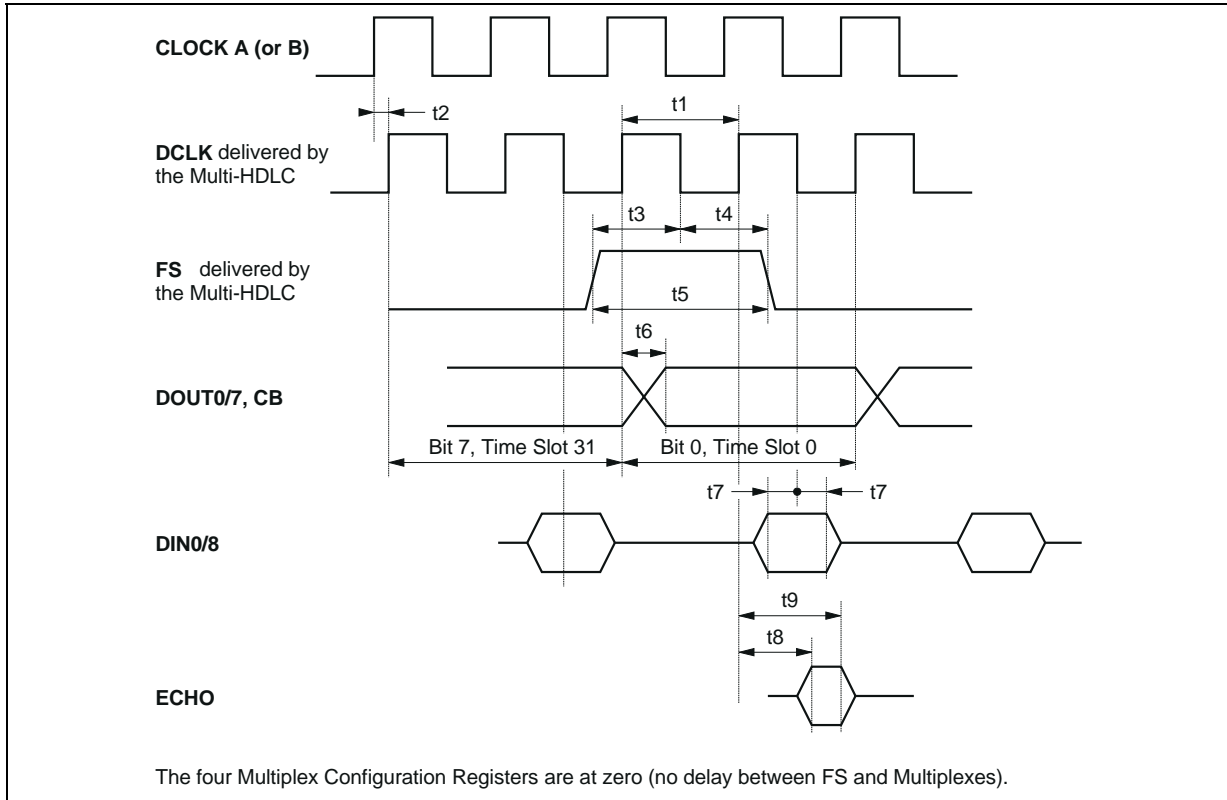 CLOCK A (or B)
t2
t1
DCLK delivered by
the Multi-HDLC
t3
t4
FS delivered by
the Multi-HDLC
t5
t6
DOUT0/7, CB
Bit 7, Time Slot 31
Bit 0, Time Slot 0
t7
t7
DIN0/8
t9
t8
ECHO
The four Multiplex Configuration Registers are at zero (no delay between FS and Multiplexes).